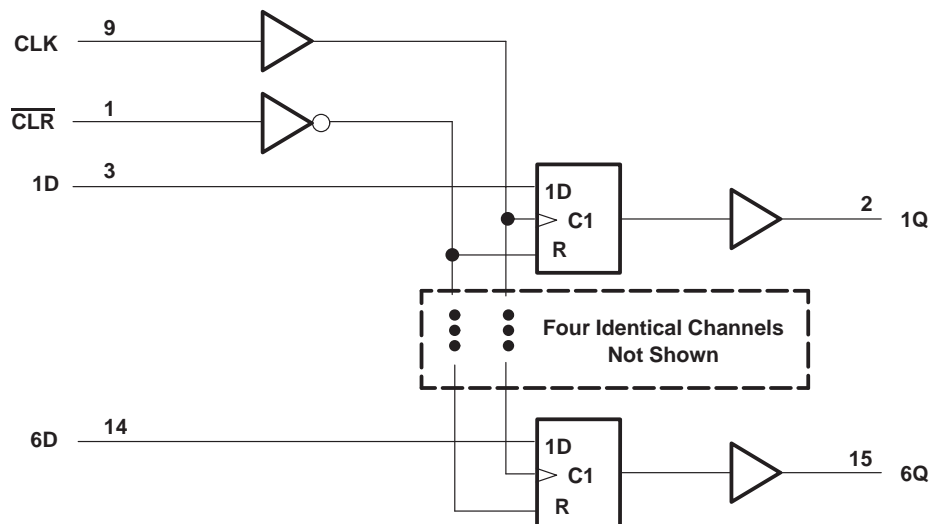 CLK 9
C̅L̅R̅ 1
1D 3
1D
C1
R
2 1Q
Four Identical Channels
Not Shown
6D 14
1D
C1
R
15 6Q